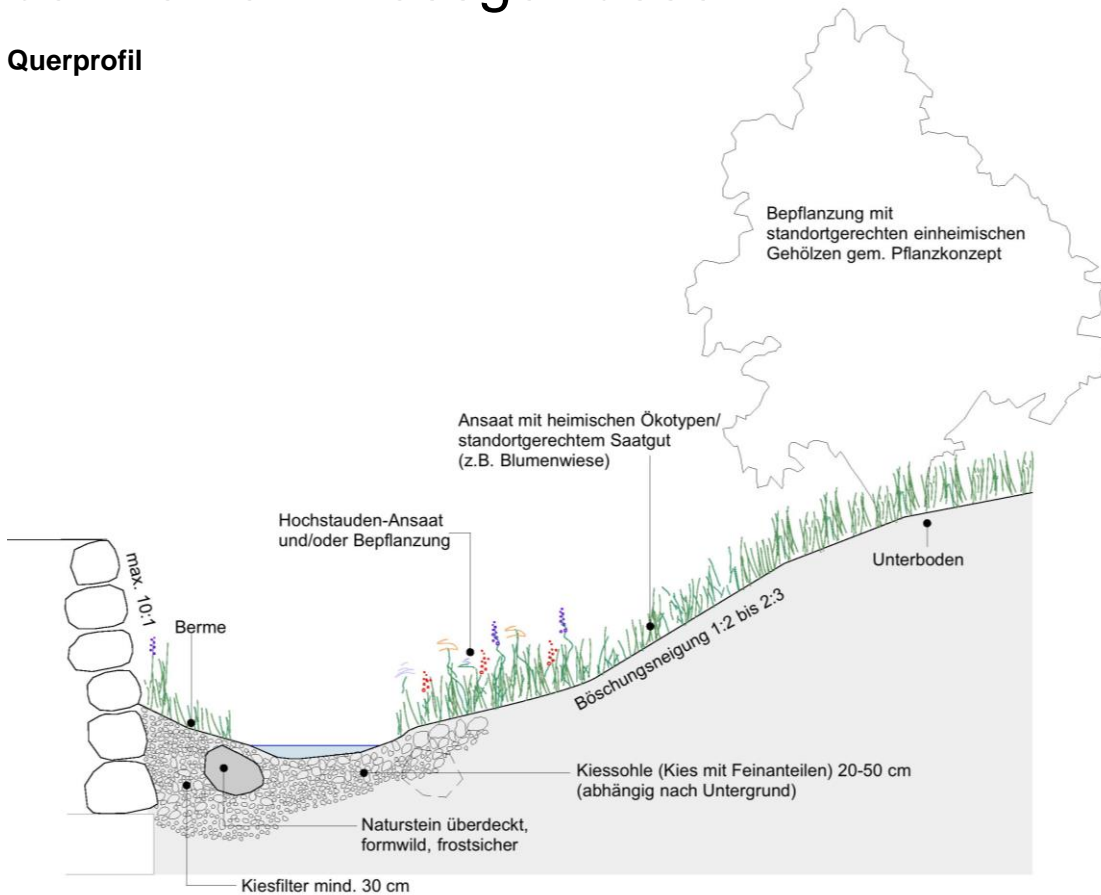 Querprofil
Bepflanzung mit
standortgerechten einheimischen
Gehölzen gem. Pflanzkonzept
Ansaat mit heimischen Ökotypen/
standortgerechtem Saatgut
(z.B. Blumenwiese)
Hochstauden-Ansaat
und/oder Bepflanzung
Unterboden
max. 10:1
Berme
Böschungsneigung 1:2 bis 2:3
Kiessohle (Kies mit Feinanteilen) 20-50 cm
(abhängig nach Untergrund)
Naturstein überdeckt,
formwild, frostsicher
Kiesfilter mind. 30 cm